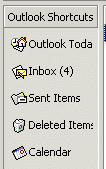 Outlook Shortcuts
Outlook Toda
Inbox (4)
Sent Items
Deleted Items
Calendar